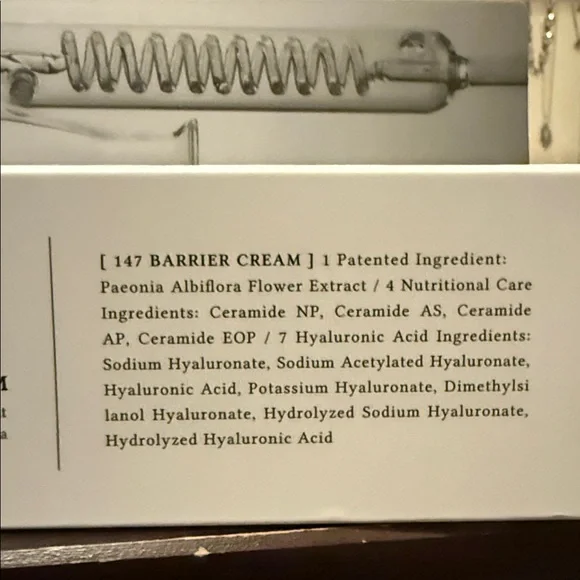 [ 147 BARRIER CREAM ] 1 Patented Ingredient:
Paeonia Albiflora Flower Extract / 4 Nutritional Care
Ingredients: Ceramide NP, Ceramide AS, Ceramide
AP, Ceramide EOP / 7 Hyaluronic Acid Ingredients:
Sodium Hyaluronate, Sodium Acetylated Hyaluronate,
Hyaluronic Acid, Potassium Hyaluronate, Dimethylsi
lanol Hyaluronate, Hydrolyzed Sodium Hyaluronate,
Hydrolyzed Hyaluronic Acid